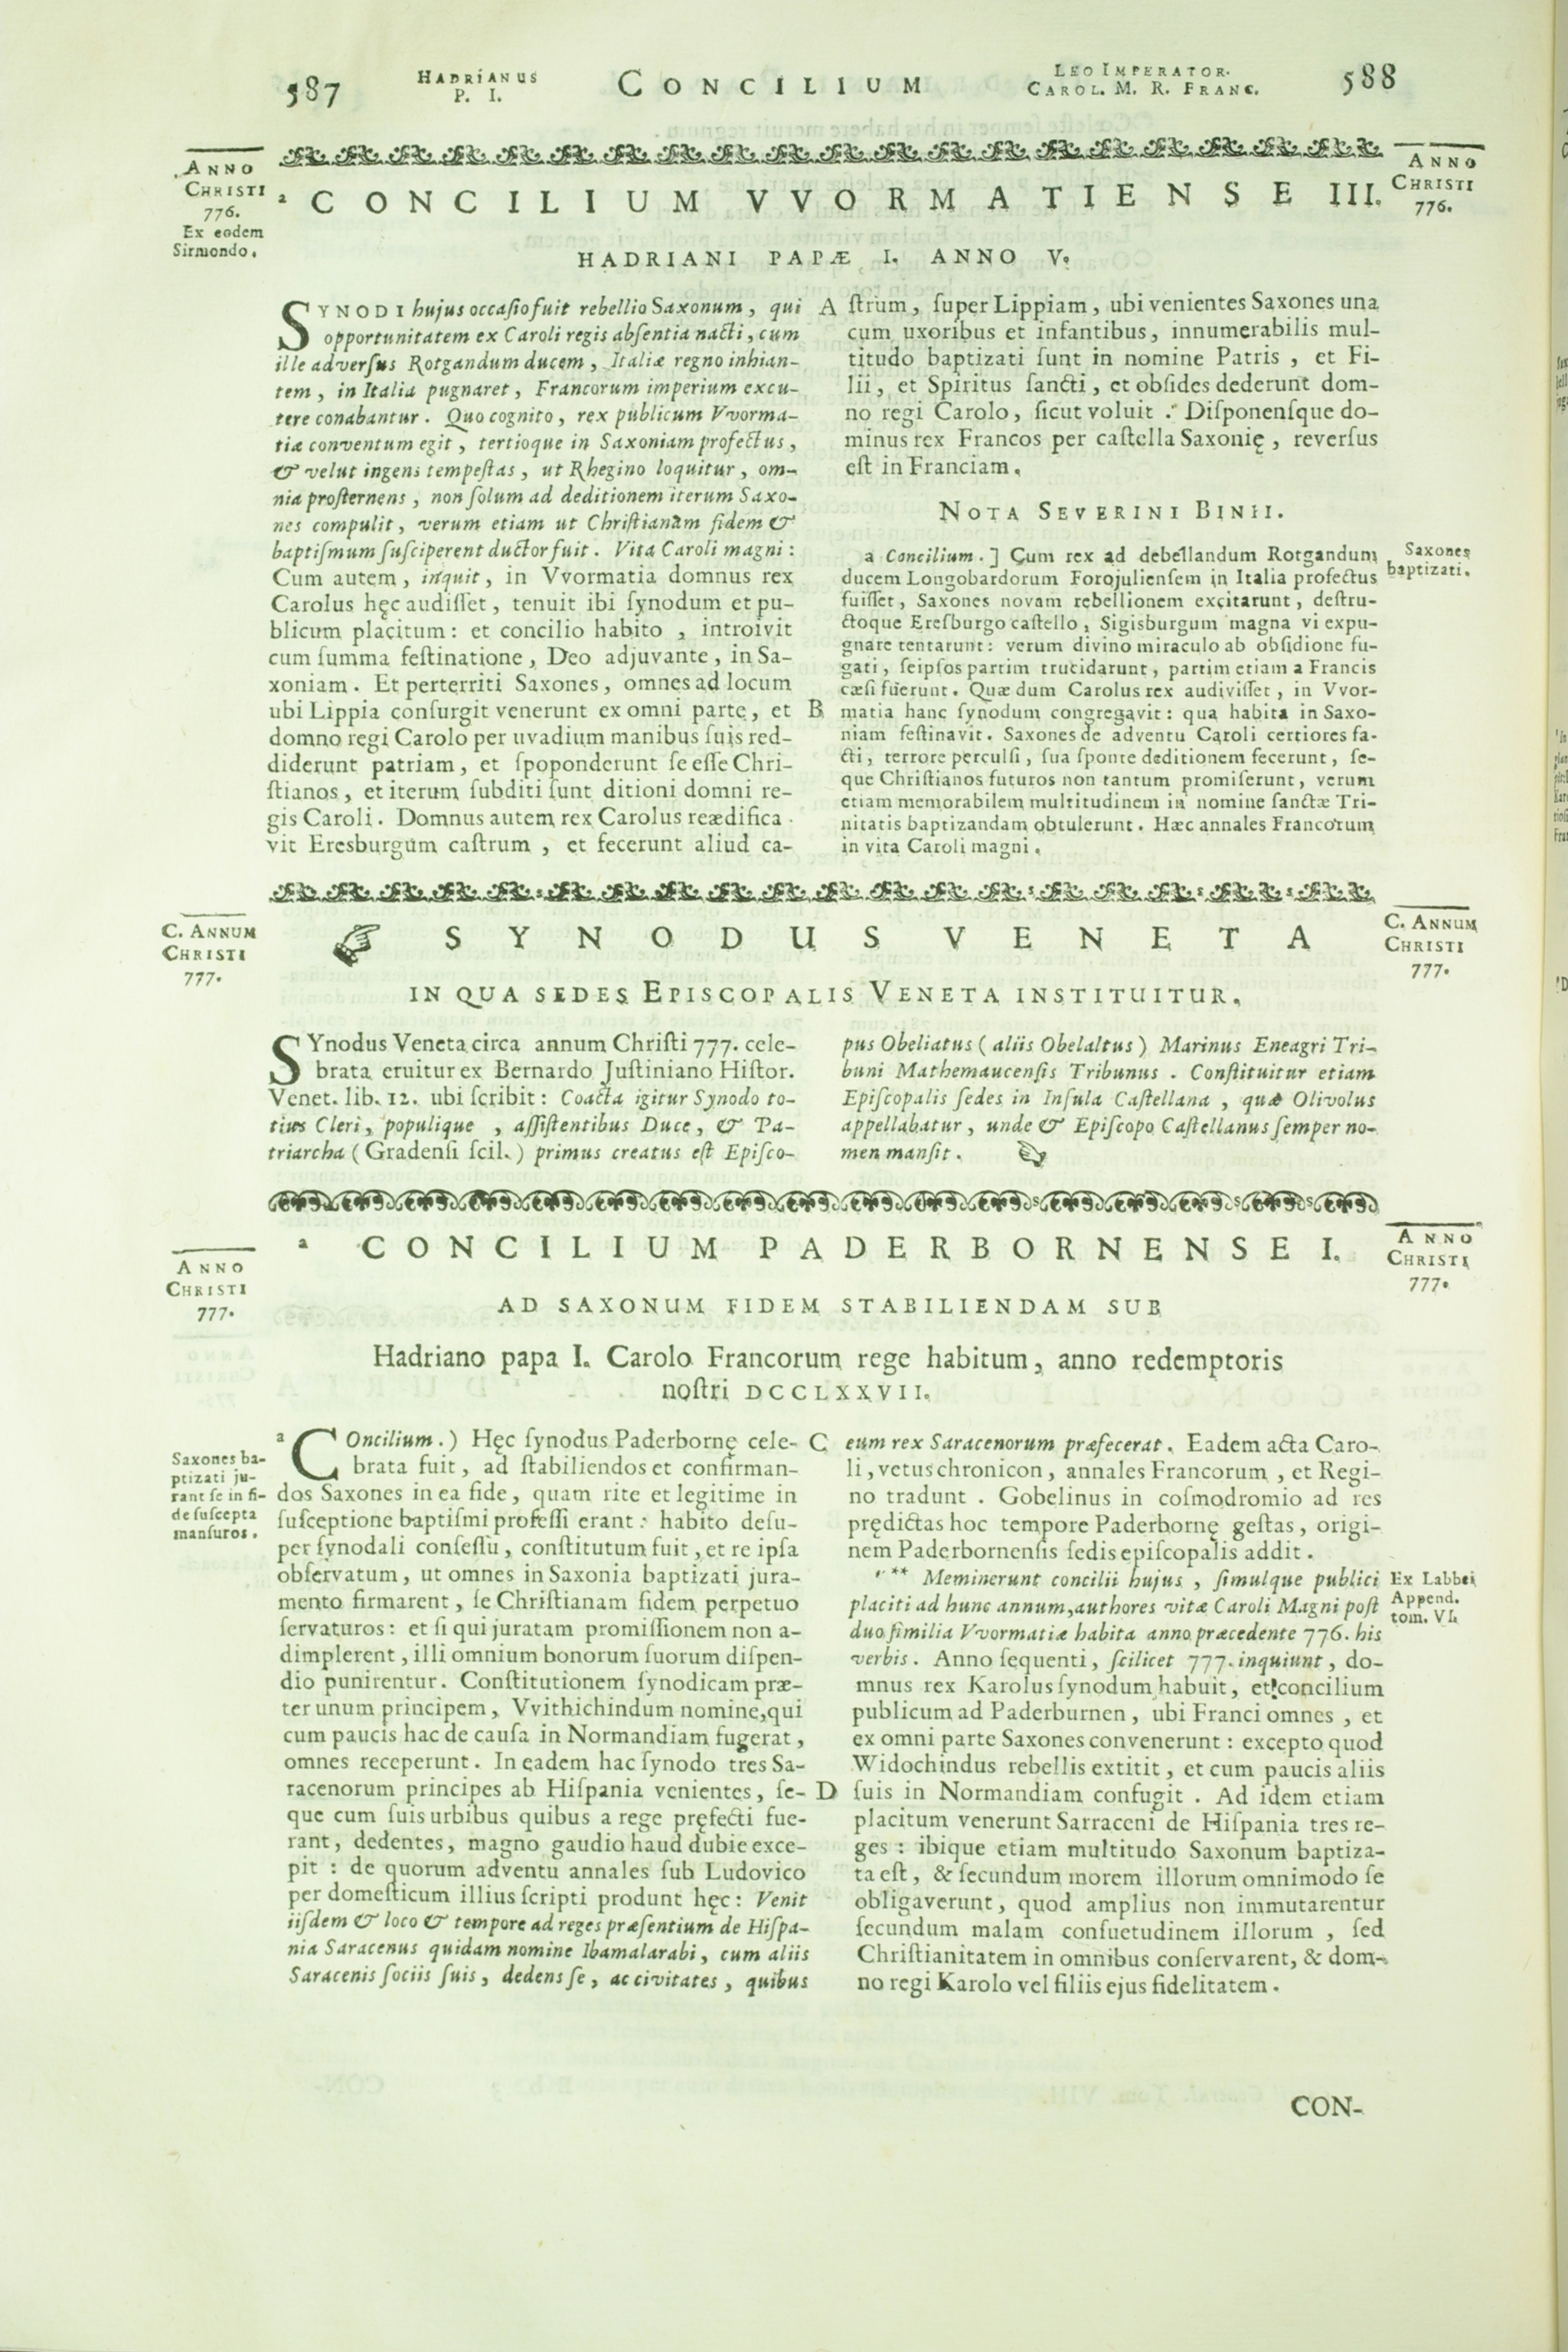 587 HADRIANUS P. I. CONCILIUM LEO IMPERATOR. CAROL. M. R. FRANC. 588
ANNO
CHRISTI
776.
Ex eodem
Sirmondo.
ANNO
CHRISTI
776.
a CONCILIUM VVORMATIENSE III.
HADRIANI PAPÆ I. ANNO V.
SYNODI hujus occaſio fuit rebellio Saxonum, qui
opportunitatem ex Caroli regis abſentia nacti, cum
ille adverſus Rotgandum ducem, Italiæ regno inhian-
tem, in Italia pugnaret, Francorum imperium excu-
tere conabantur. Quo cognito, rex publicum Vvorma-
tiæ conventum egit, tertioque in Saxoniam profectus,
& velut ingens tempeſtas, ut Rhegino loquitur, om-
nia proſternens, non ſolum ad deditionem iterum Saxo-
nes compulit, verum etiam ut Chriſtianam fidem &
baptiſmum ſuſciperent ductor fuit. Vita Caroli magni:
Cum autem, inquit, in Vvormatia domnus rex
Carolus hęc audiſſet, tenuit ibi ſynodum et pu-
blicum placitum: et concilio habito, introivit
cum ſumma feſtinatione, Deo adjuvante, in Sa-
xoniam. Et perterriti Saxones, omnes ad locum
ubi Lippia conſurgit venerunt ex omni parte, et
domno regi Carolo per uvadium manibus ſuis red-
diderunt patriam, et ſpoponderunt ſe eſſe Chri-
ſtianos, et iterum ſubditi ſunt ditioni domni re-
gis Caroli. Domnus autem rex Carolus reædifica-
vit Eresburgum caſtrum, et fecerunt aliud ca-
A
B
ſtrum, ſuper Lippiam, ubi venientes Saxones una
cum uxoribus et infantibus, innumerabilis mul-
titudo baptizati ſunt in nomine Patris, et Fi-
lii, et Spiritus ſancti, et obſides dederunt dom-
no regi Carolo, ſicut voluit. Diſponenſque do-
minus rex Francos per caſtella Saxonię, reverſus
eſt in Franciam.
NOTA SEVERINI BINII.
a Concilium.] Cum rex ad debellandum Rotgandum
ducem Longobardorum Forojulienſem in Italia profectus
fuiſſet, Saxones novam rebellionem excitarunt, deſtru-
ctoque Ereſburgo caſtello, Sigisburgum magna vi expu-
gnare tentarunt: verum divino miraculo ab obſidione fu-
gati, ſeipſos partim trucidarunt, partim etiam a Francis
cæſi fuerunt. Quæ dum Carolus rex audiviſſet, in Vvor-
matia hanc ſynodum congregavit: qua habita in Saxo-
niam feſtinavit. Saxones de adventu Caroli certiores fa-
cti, terrore perculſi, ſua ſponte deditionem fecerunt, ſe-
que Chriſtianos futuros non tantum promiſerunt, verum
etiam memorabilem multitudinem in nomine ſanctæ Tri-
nitatis baptizandam obtulerunt. Hæc annales Francorum
in vita Caroli magni.
Saxones
baptizati.
C. ANNUM
CHRISTI
777.
C. ANNUM
CHRISTI
777.
☞ SYNODUS VENETA
IN QUA SEDES EPISCOPALIS VENETA INSTITUITUR.
SYnodus Veneta circa annum Chriſti 777. cele-
brata eruitur ex Bernardo Juſtiniano Hiſtor.
Venet. lib. 12. ubi ſcribit: Coacta igitur Synodo to-
tius Cleri, populique, aſſiſtentibus Duce, & Pa-
triarcha (Gradenſi ſcil.) primus creatus eſt Epiſco-
pus Obeliatus (aliis Obelaltus) Marinus Eneagri Tri-
buni Mathemaucenſis Tribunus. Conſtituitur etiam
Epiſcopalis ſedes in Inſula Caſtellana, quæ Olivolus
appellabatur, unde & Epiſcopo Caſtellanus ſemper no-
men manſit.
ANNO
CHRISTI
777.
ANNO
CHRISTI
777.
a CONCILIUM PADERBORNENSE I.
AD SAXONUM FIDEM STABILIENDAM SUB
Hadriano papa I. Carolo Francorum rege habitum, anno redemptoris
noſtri DCCLXXVII.
Saxones ba-
ptizati ju-
rant ſe in fi-
de ſuſcepta
manſuros.
a COncilium.) Hęc ſynodus Paderbornę cele-
brata fuit, ad ſtabiliendos et confirman-
dos Saxones in ea fide, quam rite et legitime in
ſuſceptione baptiſmi profeſſi erant: habito deſu-
per ſynodali conſeſſu, conſtitutum fuit, et re ipſa
obſervatum, ut omnes in Saxonia baptizati jura-
mento firmarent, ſe Chriſtianam fidem perpetuo
ſervaturos: et ſi qui juratam promiſſionem non a-
dimplerent, illi omnium bonorum ſuorum diſpen-
dio punirentur. Conſtitutionem ſynodicam præ-
ter unum principem, Vvithichindum nomine, qui
cum paucis hac de cauſa in Normandiam fugerat,
omnes receperunt. In eadem hac ſynodo tres Sa-
racenorum principes ab Hiſpania venientes, ſe-
que cum ſuis urbibus quibus a rege pręfecti fue-
rant, dedentes, magno gaudio haud dubie exce-
pit: de quorum adventu annales ſub Ludovico
per domeſticum illius ſcripti produnt hęc: Venit
iiſdem & loco & tempore ad reges præſentium de Hiſpa-
nia Saracenus quidam nomine Ibamalarabi, cum aliis
Saracenis ſociis ſuis, dedens ſe, ac civitates, quibus
C
D
eum rex Saracenorum præfecerat. Eadem acta Caro-
li, vetus chronicon, annales Francorum, et Regi-
no tradunt. Gobelinus in coſmodromio ad res
prędictas hoc tempore Paderbornę geſtas, origi-
nem Paderbornenſis ſedis epiſcopalis addit.
** Meminerunt concilii hujus, ſimulque publici
placiti ad hunc annum, authores vitæ Caroli Magni poſt
duo ſimilia Vvormatiæ habita anno præcedente 776. his
verbis. Anno ſequenti, ſcilicet 777. inquiunt, do-
mnus rex Karolus ſynodum habuit, et concilium
publicum ad Paderburnen, ubi Franci omnes, et
ex omni parte Saxones convenerunt: excepto quod
Widochindus rebellis extitit, et cum paucis aliis
ſuis in Normandiam confugit. Ad idem etiam
placitum venerunt Sarraceni de Hiſpania tres re-
ges: ibique etiam multitudo Saxonum baptiza-
ta eſt, & ſecundum morem illorum omnimodo ſe
obligaverunt, quod amplius non immutarentur
ſecundum malam conſuetudinem illorum, ſed
Chriſtianitatem in omnibus conſervarent, & dom-
no regi Karolo vel filiis ejus fidelitatem.
Ex Labbei
Append.
tom. VI.
CON-